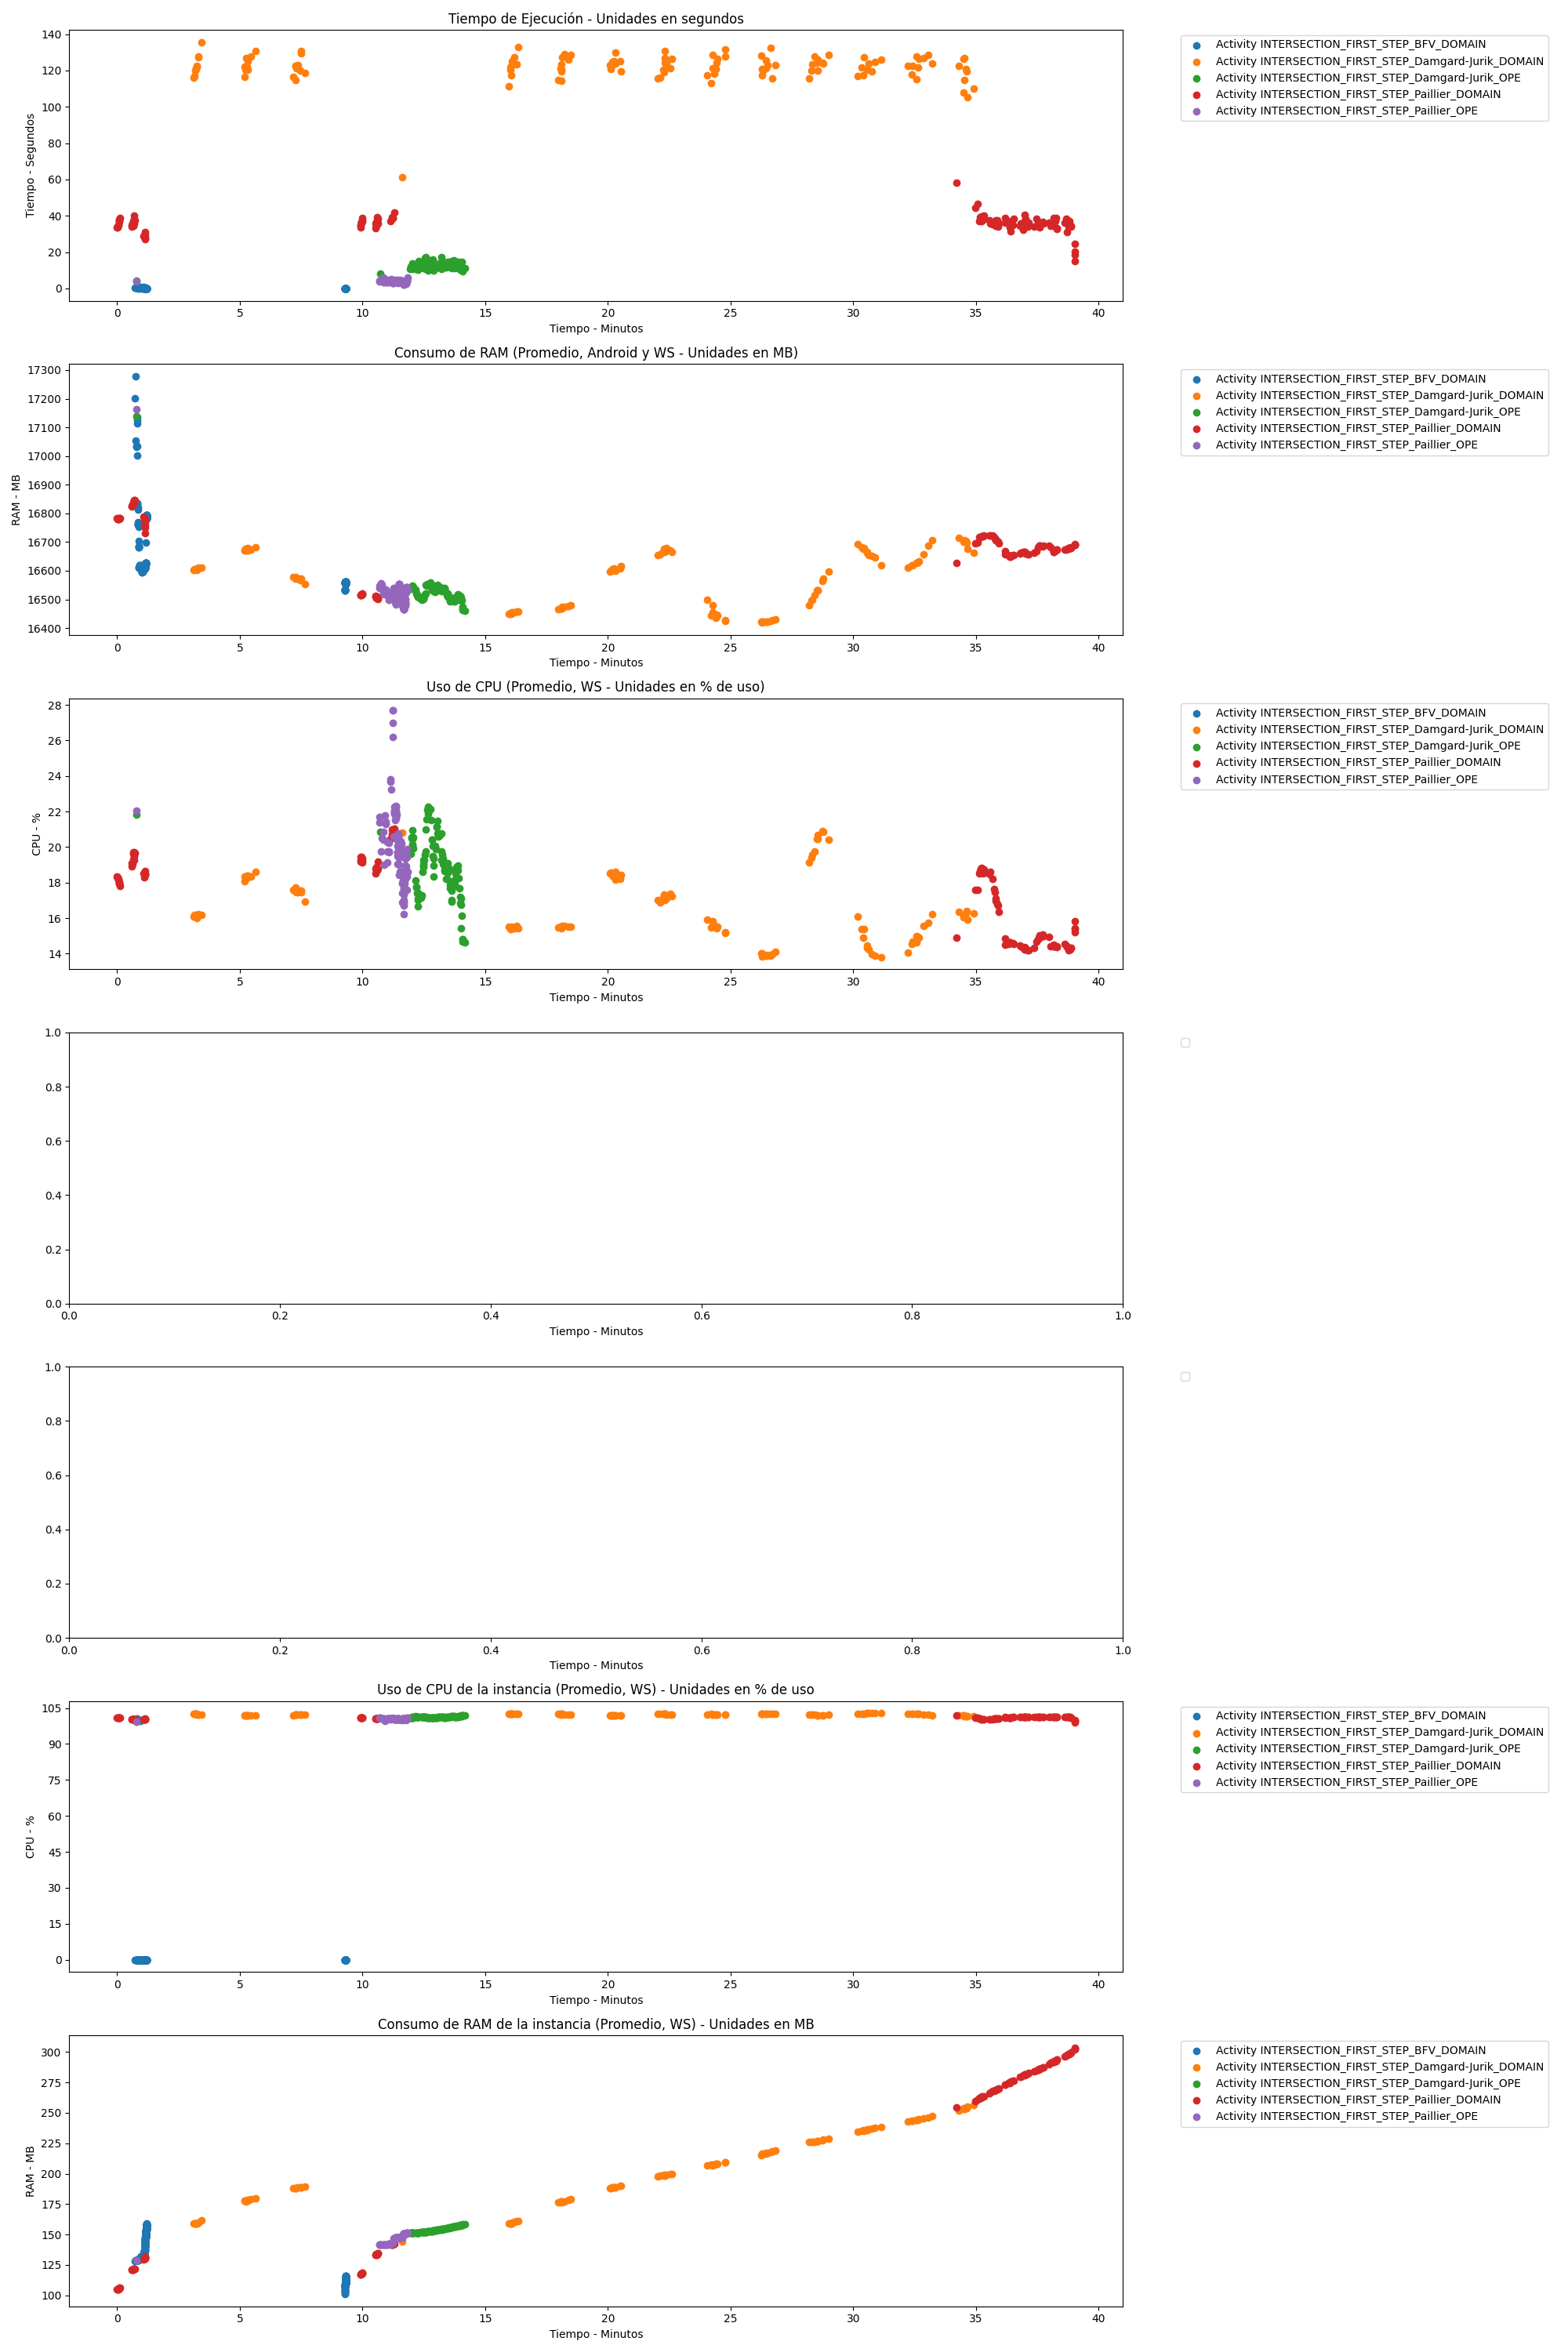 Tiempo de Ejecución - Unidades en segundos
Tiempo - Segundos
140
120
100
80
60
40
20
0
0 5 10 15 20 25 30 35 40
Tiempo - Minutos
Activity INTERSECTION_FIRST_STEP_BFV_DOMAIN
Activity INTERSECTION_FIRST_STEP_Damgard-Jurik_DOMAIN
Activity INTERSECTION_FIRST_STEP_Damgard-Jurik_OPE
Activity INTERSECTION_FIRST_STEP_Paillier_DOMAIN
Activity INTERSECTION_FIRST_STEP_Paillier_OPE
Consumo de RAM (Promedio, Android y WS - Unidades en MB)
RAM - MB
17300
17200
17100
17000
16900
16800
16700
16600
16500
16400
0 5 10 15 20 25 30 35 40
Tiempo - Minutos
Activity INTERSECTION_FIRST_STEP_BFV_DOMAIN
Activity INTERSECTION_FIRST_STEP_Damgard-Jurik_DOMAIN
Activity INTERSECTION_FIRST_STEP_Damgard-Jurik_OPE
Activity INTERSECTION_FIRST_STEP_Paillier_DOMAIN
Activity INTERSECTION_FIRST_STEP_Paillier_OPE
Uso de CPU (Promedio, WS - Unidades en % de uso)
CPU - %
28
26
24
22
20
18
16
14
0 5 10 15 20 25 30 35 40
Tiempo - Minutos
Activity INTERSECTION_FIRST_STEP_BFV_DOMAIN
Activity INTERSECTION_FIRST_STEP_Damgard-Jurik_DOMAIN
Activity INTERSECTION_FIRST_STEP_Damgard-Jurik_OPE
Activity INTERSECTION_FIRST_STEP_Paillier_DOMAIN
Activity INTERSECTION_FIRST_STEP_Paillier_OPE
1.0
0.8
0.6
0.4
0.2
0.0
0.0 0.2 0.4 0.6 0.8 1.0
Tiempo - Minutos
1.0
0.8
0.6
0.4
0.2
0.0
0.0 0.2 0.4 0.6 0.8 1.0
Tiempo - Minutos
Uso de CPU de la instancia (Promedio, WS) - Unidades en % de uso
CPU - %
105
90
75
60
45
30
15
0
0 5 10 15 20 25 30 35 40
Tiempo - Minutos
Activity INTERSECTION_FIRST_STEP_BFV_DOMAIN
Activity INTERSECTION_FIRST_STEP_Damgard-Jurik_DOMAIN
Activity INTERSECTION_FIRST_STEP_Damgard-Jurik_OPE
Activity INTERSECTION_FIRST_STEP_Paillier_DOMAIN
Activity INTERSECTION_FIRST_STEP_Paillier_OPE
Consumo de RAM de la instancia (Promedio, WS) - Unidades en MB
RAM - MB
300
275
250
225
200
175
150
125
100
0 5 10 15 20 25 30 35 40
Tiempo - Minutos
Activity INTERSECTION_FIRST_STEP_BFV_DOMAIN
Activity INTERSECTION_FIRST_STEP_Damgard-Jurik_DOMAIN
Activity INTERSECTION_FIRST_STEP_Damgard-Jurik_OPE
Activity INTERSECTION_FIRST_STEP_Paillier_DOMAIN
Activity INTERSECTION_FIRST_STEP_Paillier_OPE